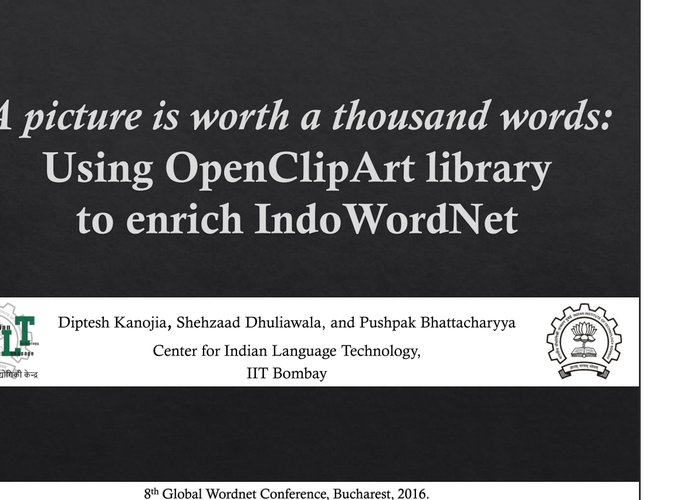 A picture is worth a thousand words:
Using OpenClipArt library
to enrich IndoWordNet
Diptesh Kanojia, Shehzaad Dhuliawala, and Pushpak Bhattacharyya
Center for Indian Language Technology,
IIT Bombay
LT
केन्द्र
8th Global Wordnet Conference, Bucharest, 2016.